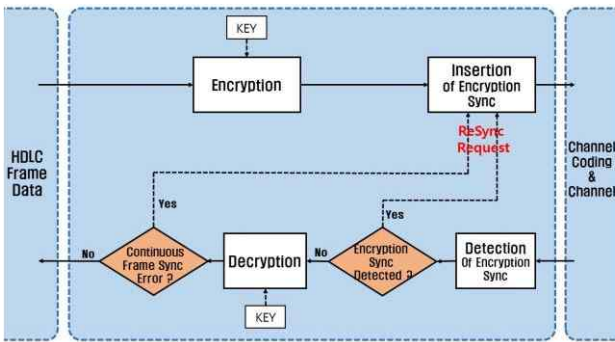 KEY
Encryption
Insertion
of Encryption
Sync
ReSync
Request
HDLC
Frame
Data
Channel
Coding
&
Channel
Yes
Yes
No
Continuous
Frame Sync
Error ?
Decryption
No
Encryption
Sync
Detected ?
Detection
Of Encryption
Sync
KEY